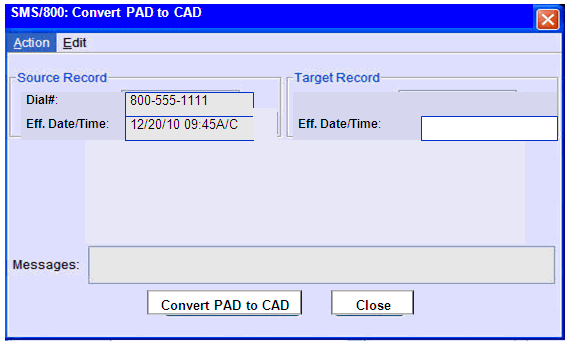 SMS/800: Convert PAD to CAD
Action Edit
Source Record Target Record
Dial#: 800-555-1111
Eff. Date/Time: 12/20/10 09:45A/C Eff. Date/Time:
Messages:
Convert PAD to CAD Close